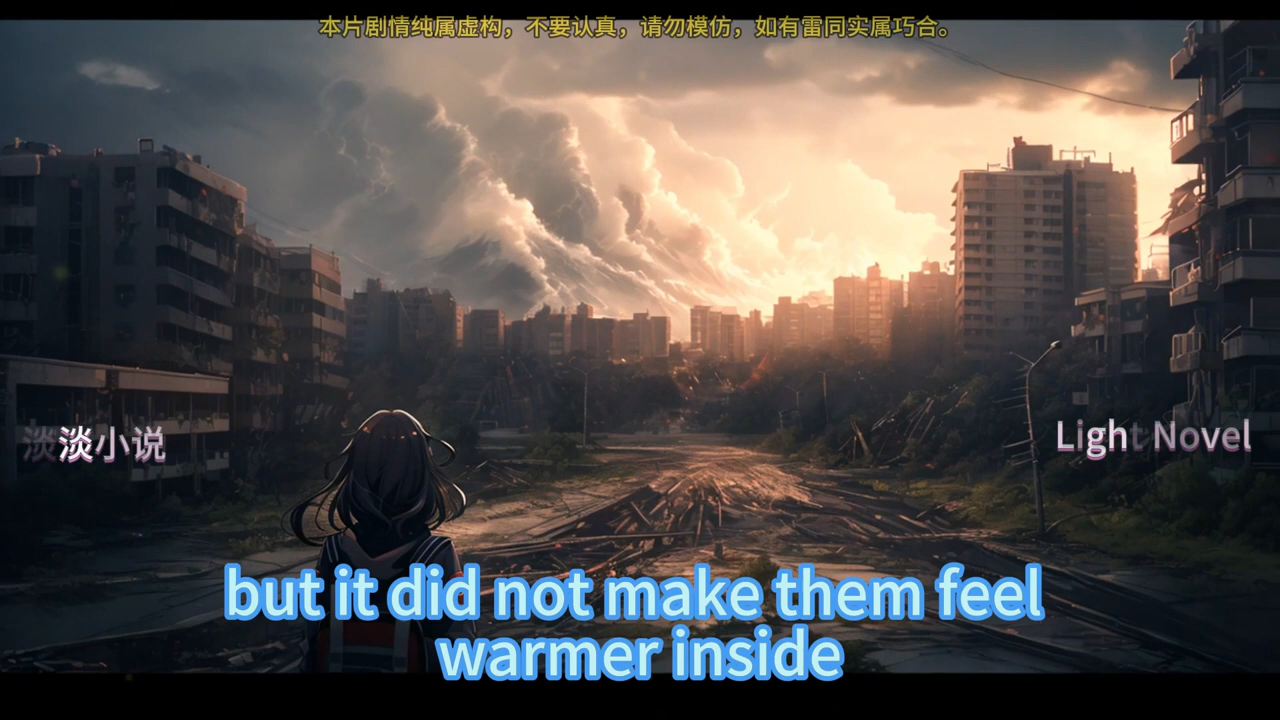 本片剧情纯属虚构，不要认真，请勿模仿，如有雷同实属巧合。
淡淡小说
Light Novel
but it did not make them feel
warmer inside